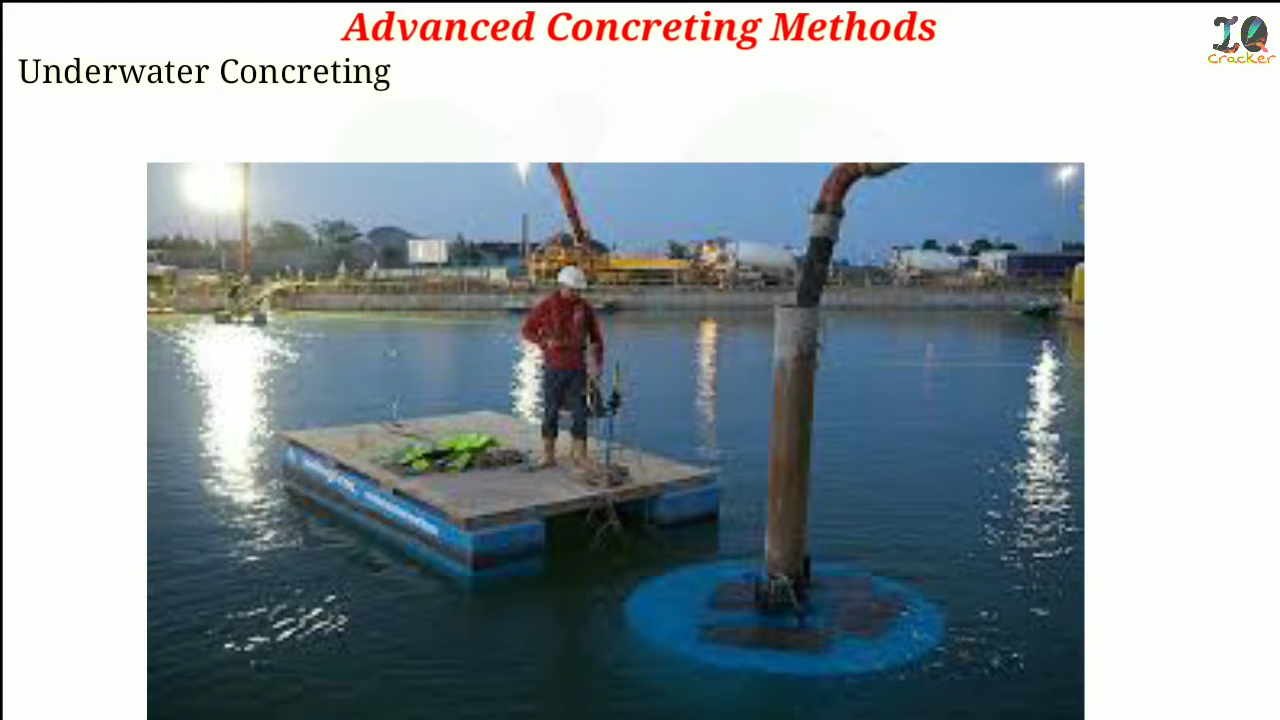 Advanced Concreting Methods
IQ
Cracker
Underwater Concreting